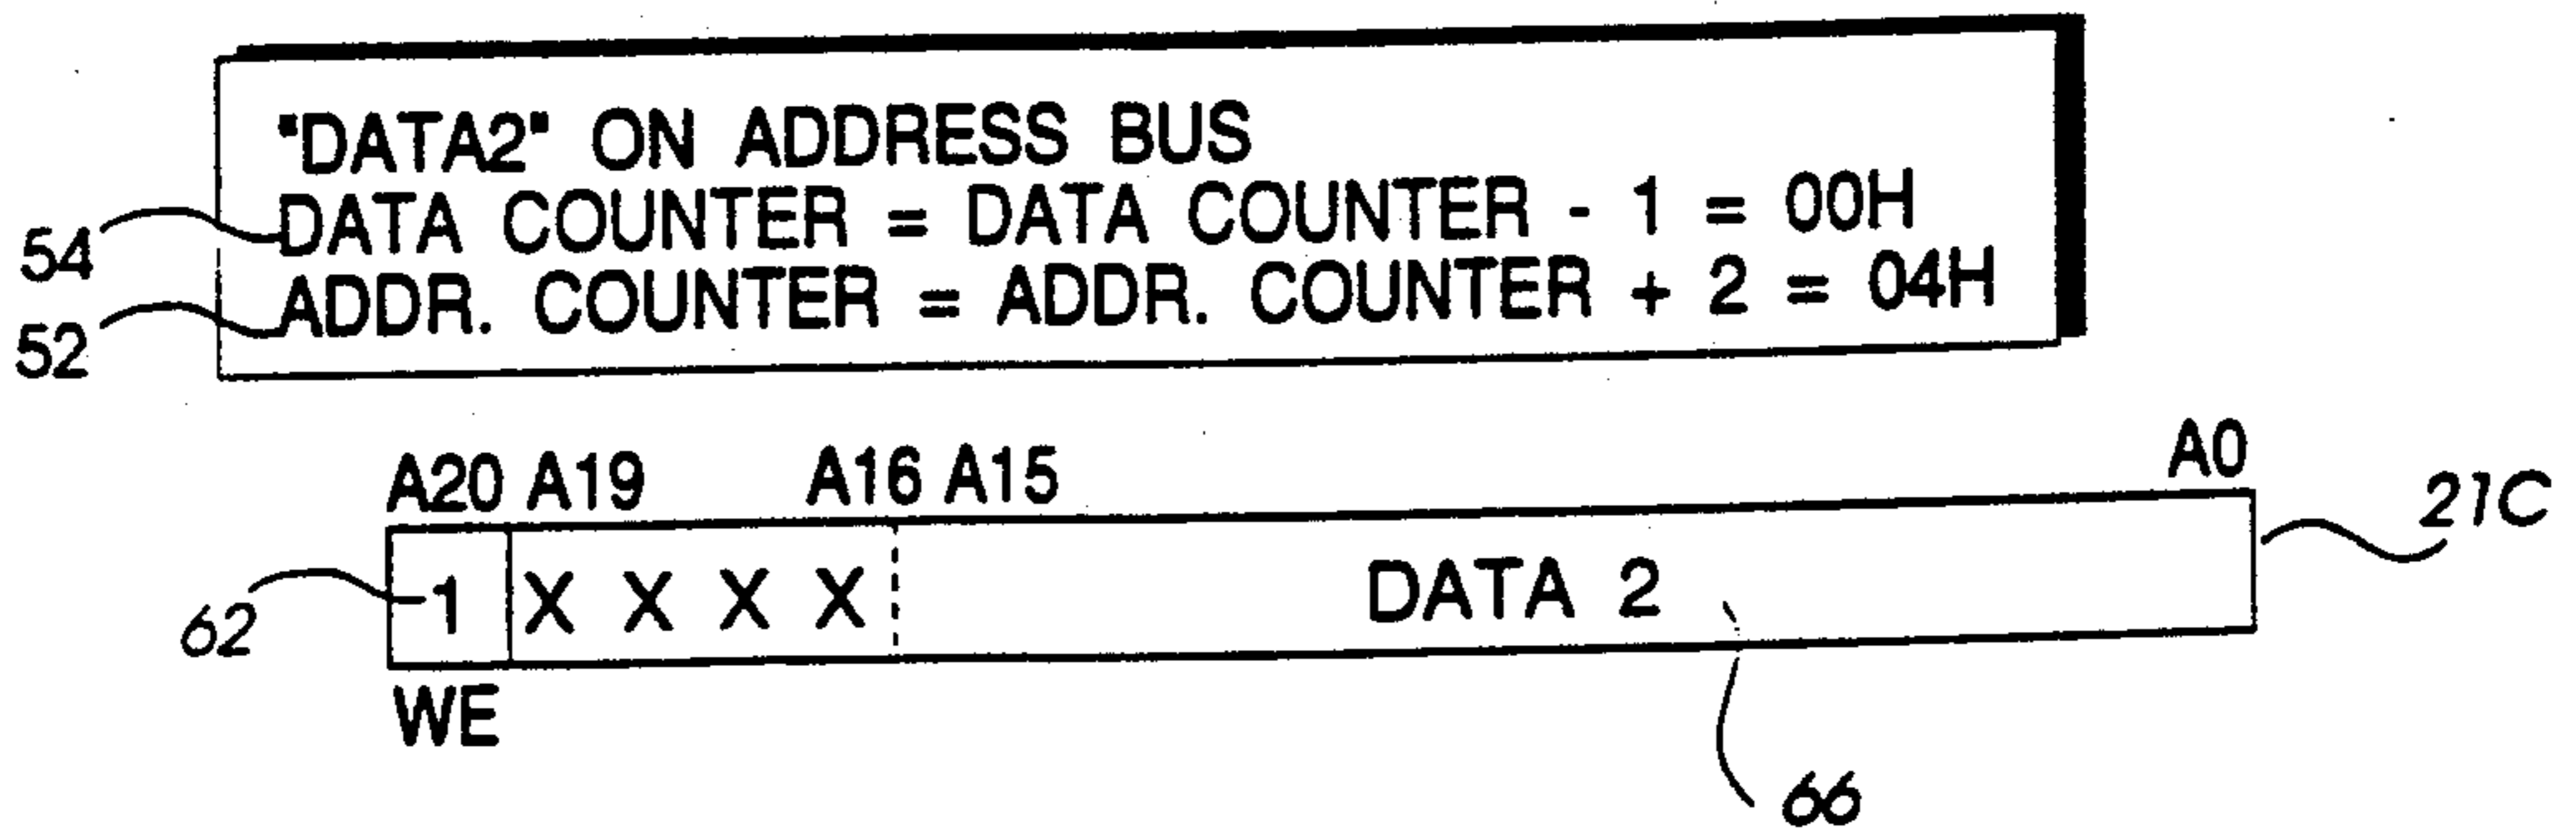 "DATA2" ON ADDRESS BUS
54 DATA COUNTER = DATA COUNTER - 1 = 00H
52 ADDR. COUNTER = ADDR. COUNTER + 2 = 04H
A20 A19 A16 A15 A0
21C
62 1 X X X X DATA 2
WE
66